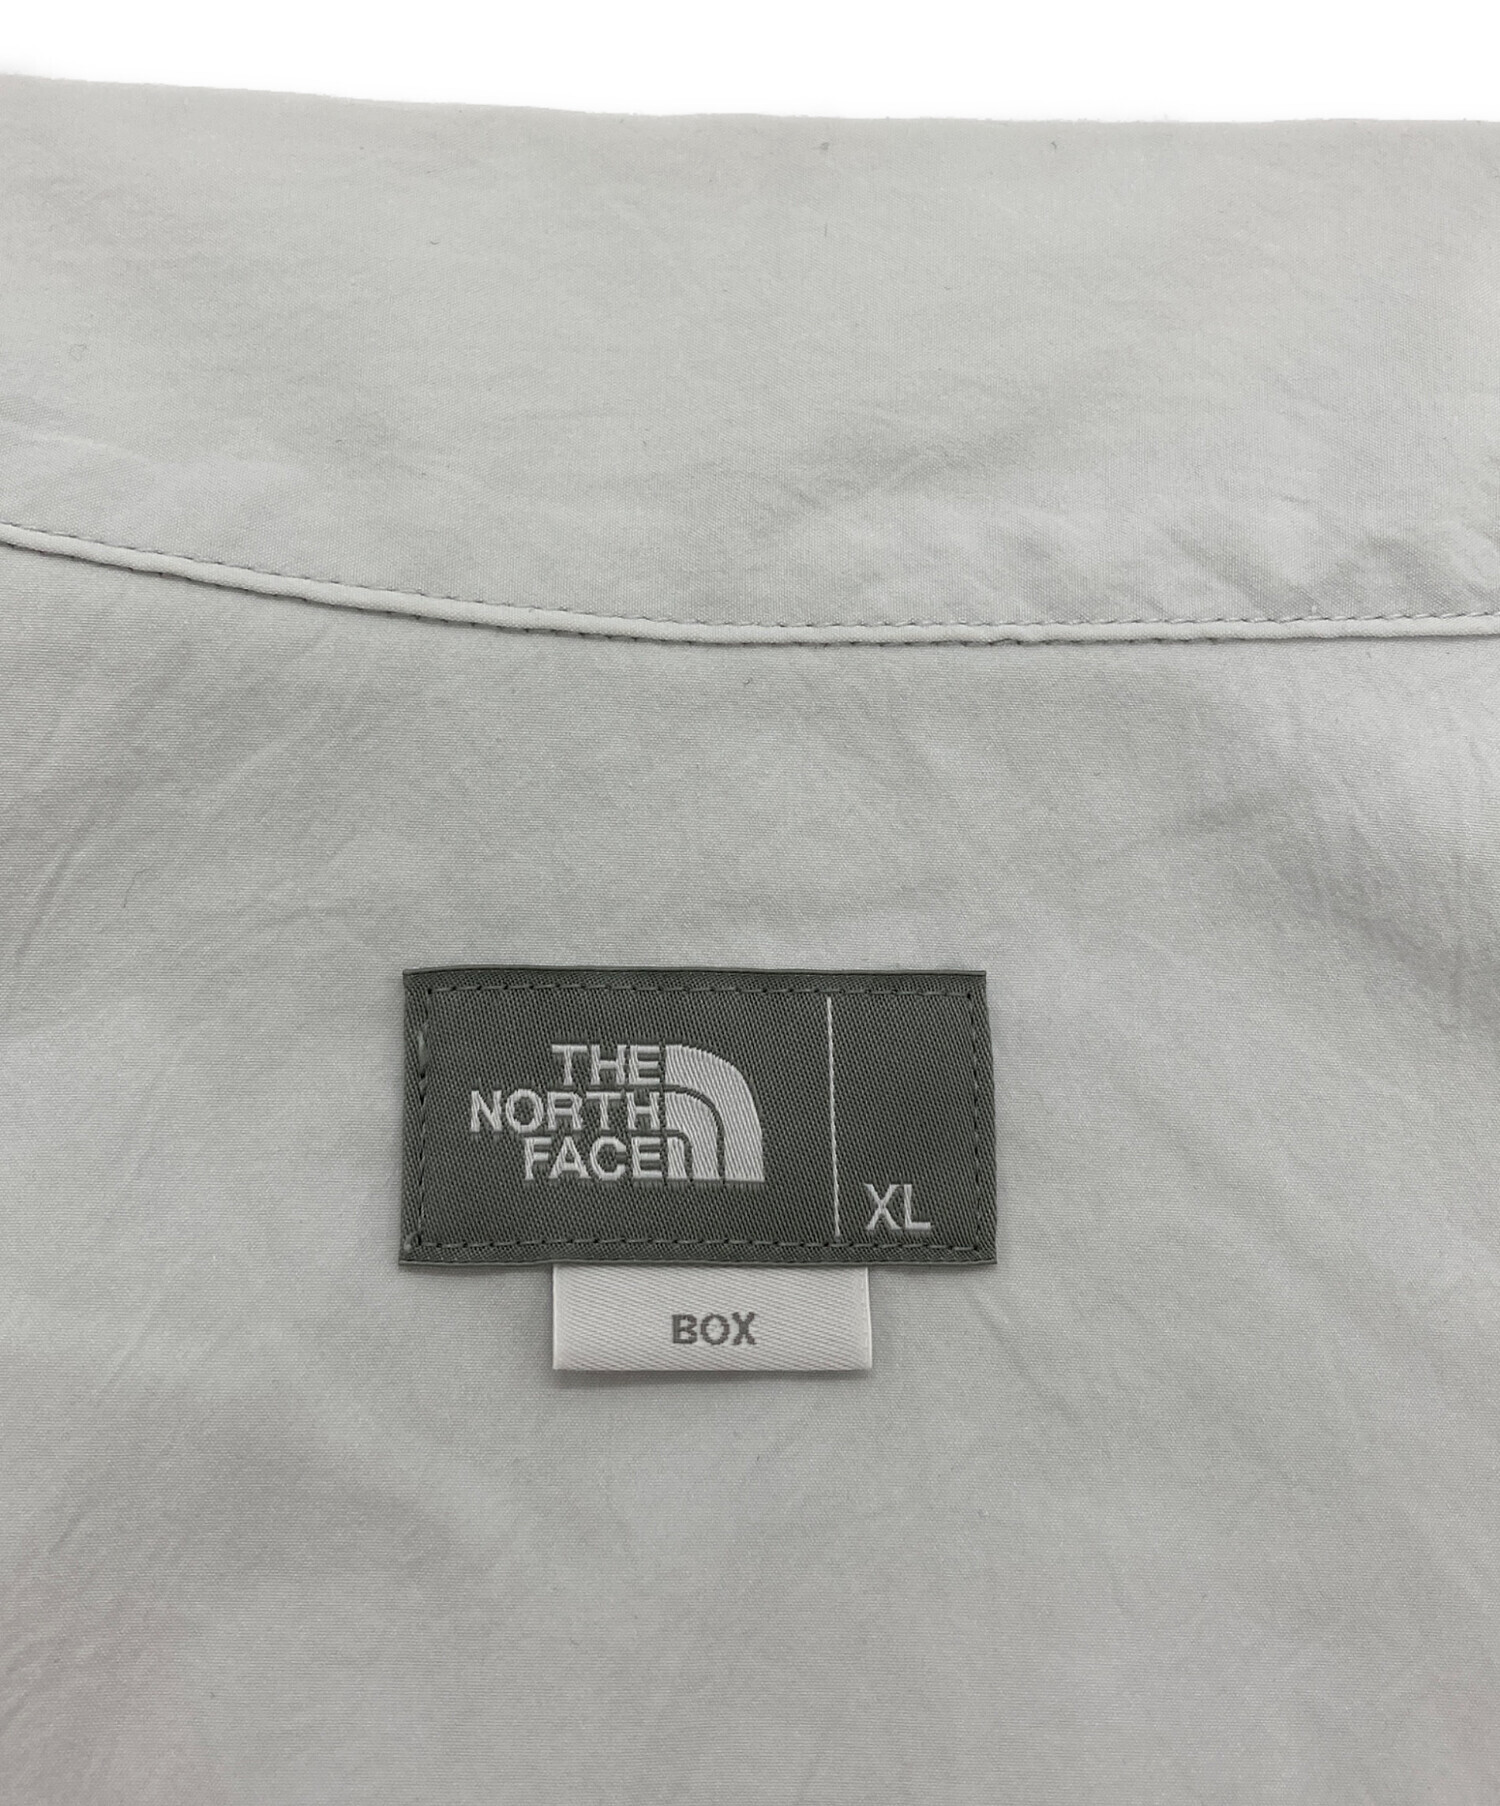 THE
NORTH
FACE
XL
BOX